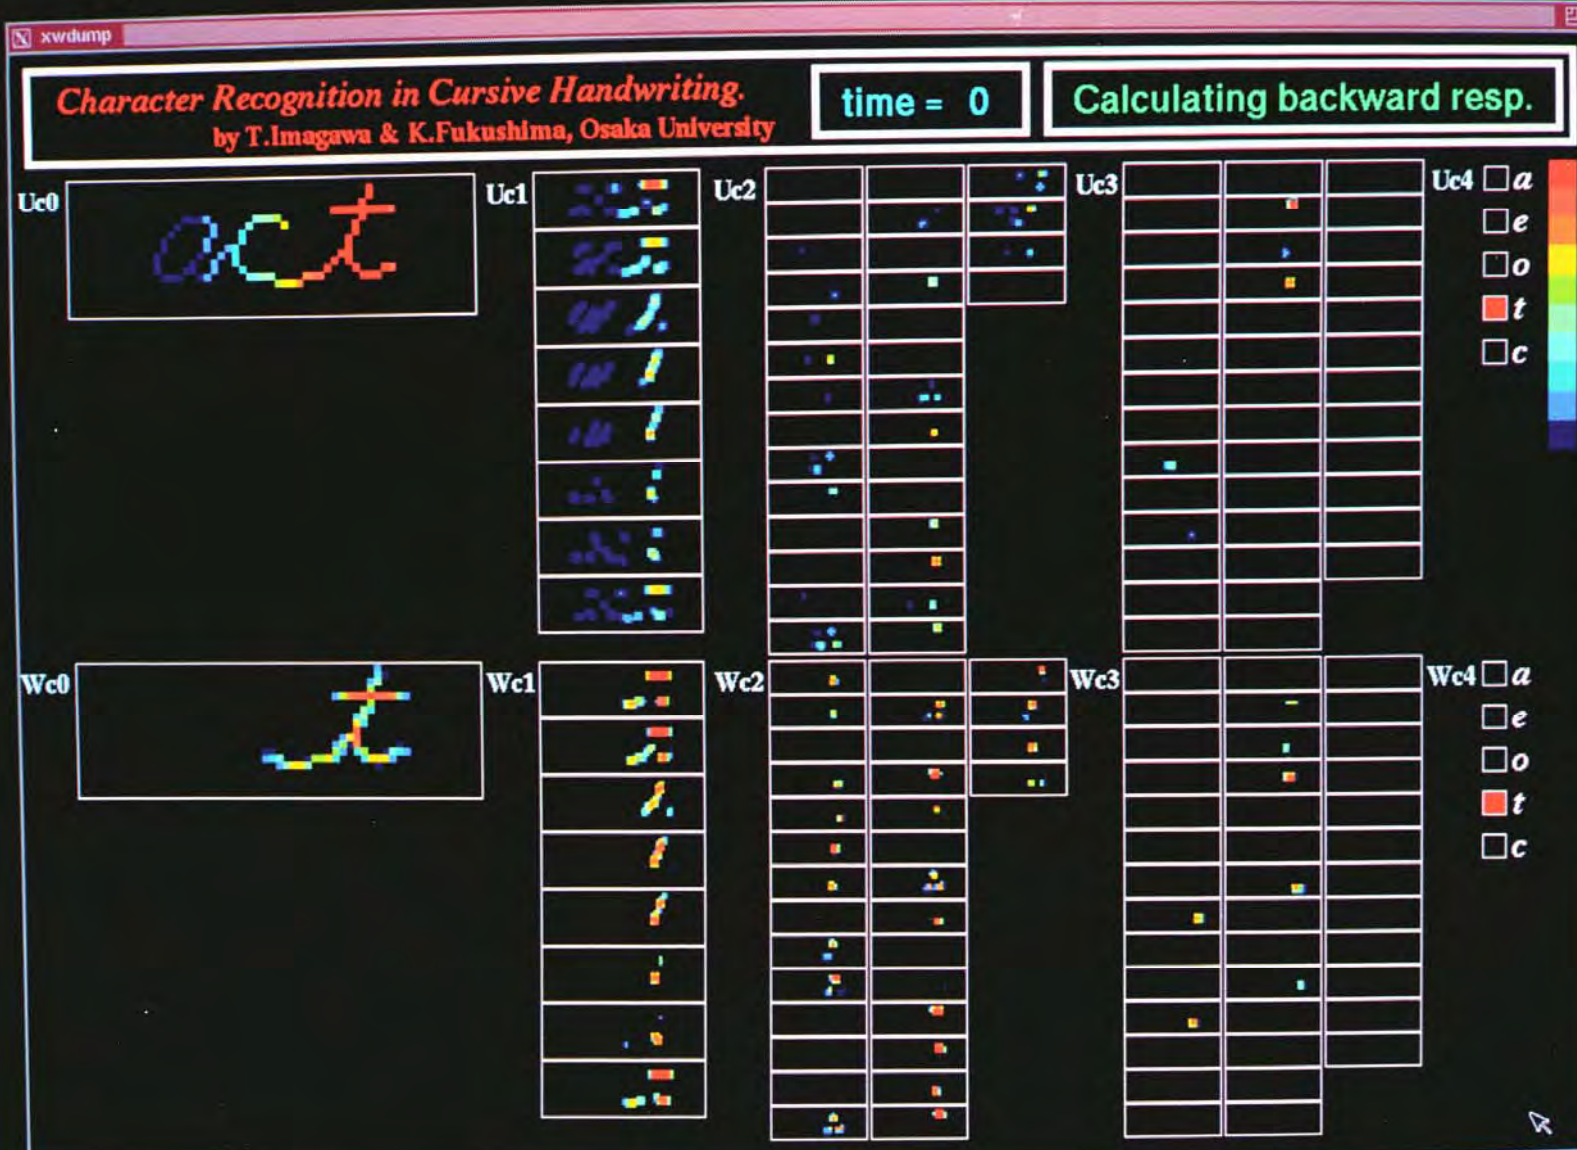 xwdump
Character Recognition in Cursive Handwriting.
by T.Imagawa & K.Fukushima, Osaka University
time = 0
Calculating backward resp.
Uc0
act
Uc1
Uc2
Uc3
Uc4
a
e
o
t
c
Wc0
t
Wc1
Wc2
Wc3
Wc4
a
e
o
t
c